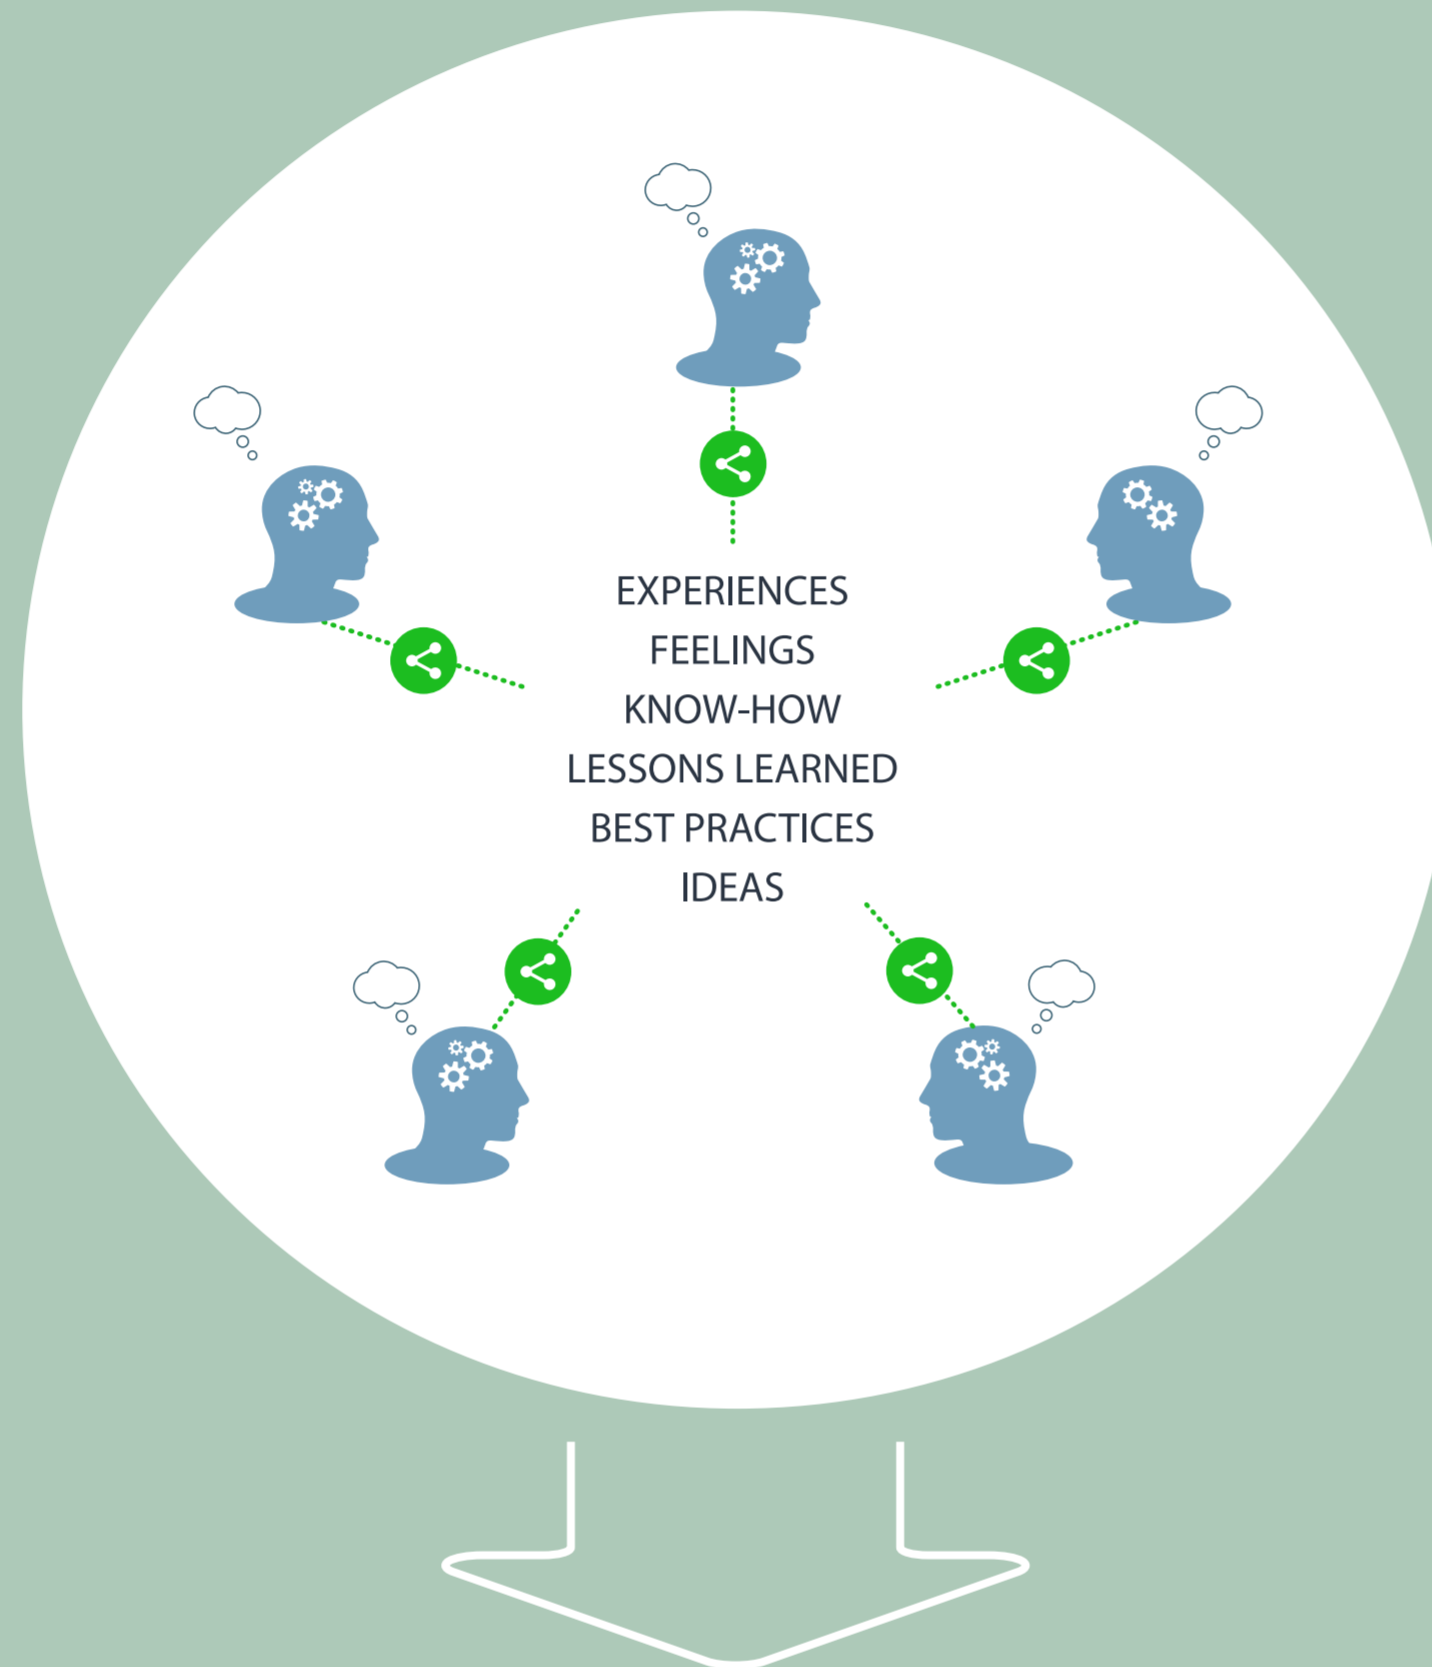 EXPERIENCES
FEELINGS
KNOW-HOW
LESSONS LEARNED
BEST PRACTICES
IDEAS